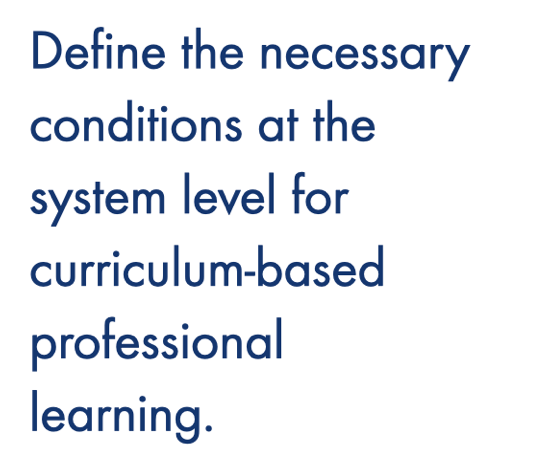 Define the necessary
conditions at the
system level for
curriculum-based
professional
learning.